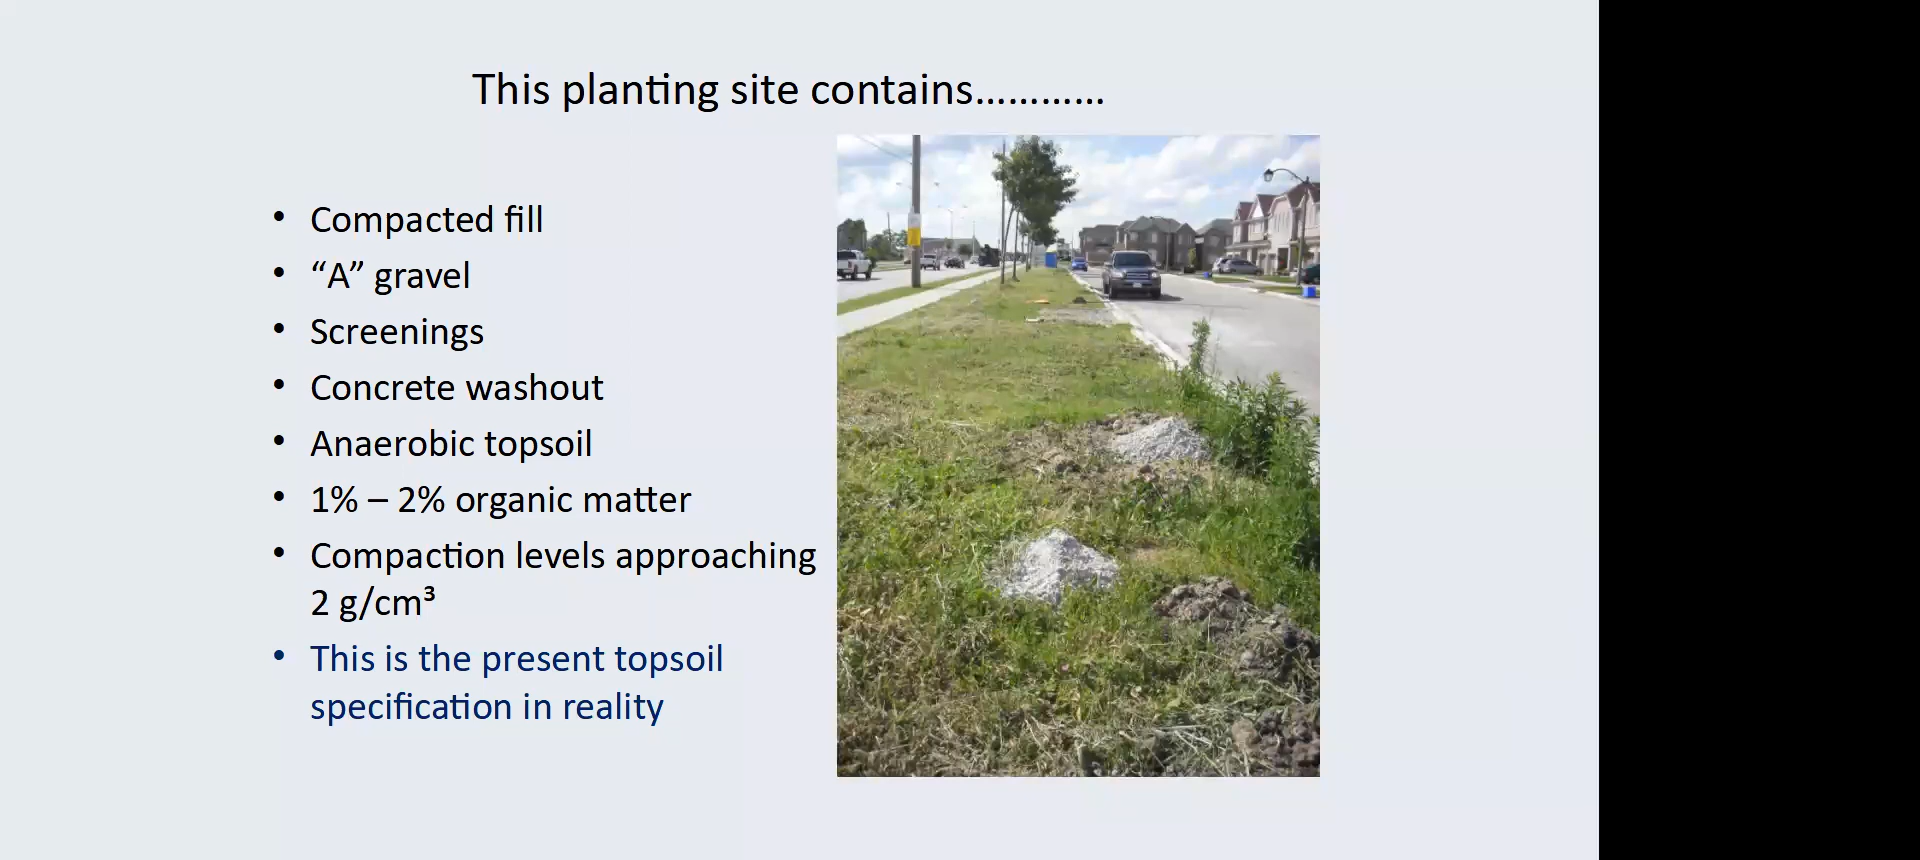 This planting site contains…………
• Compacted fill
• “A” gravel
• Screenings
• Concrete washout
• Anaerobic topsoil
• 1% – 2% organic matter
• Compaction levels approaching
2 g/cm³
• This is the present topsoil
specification in reality